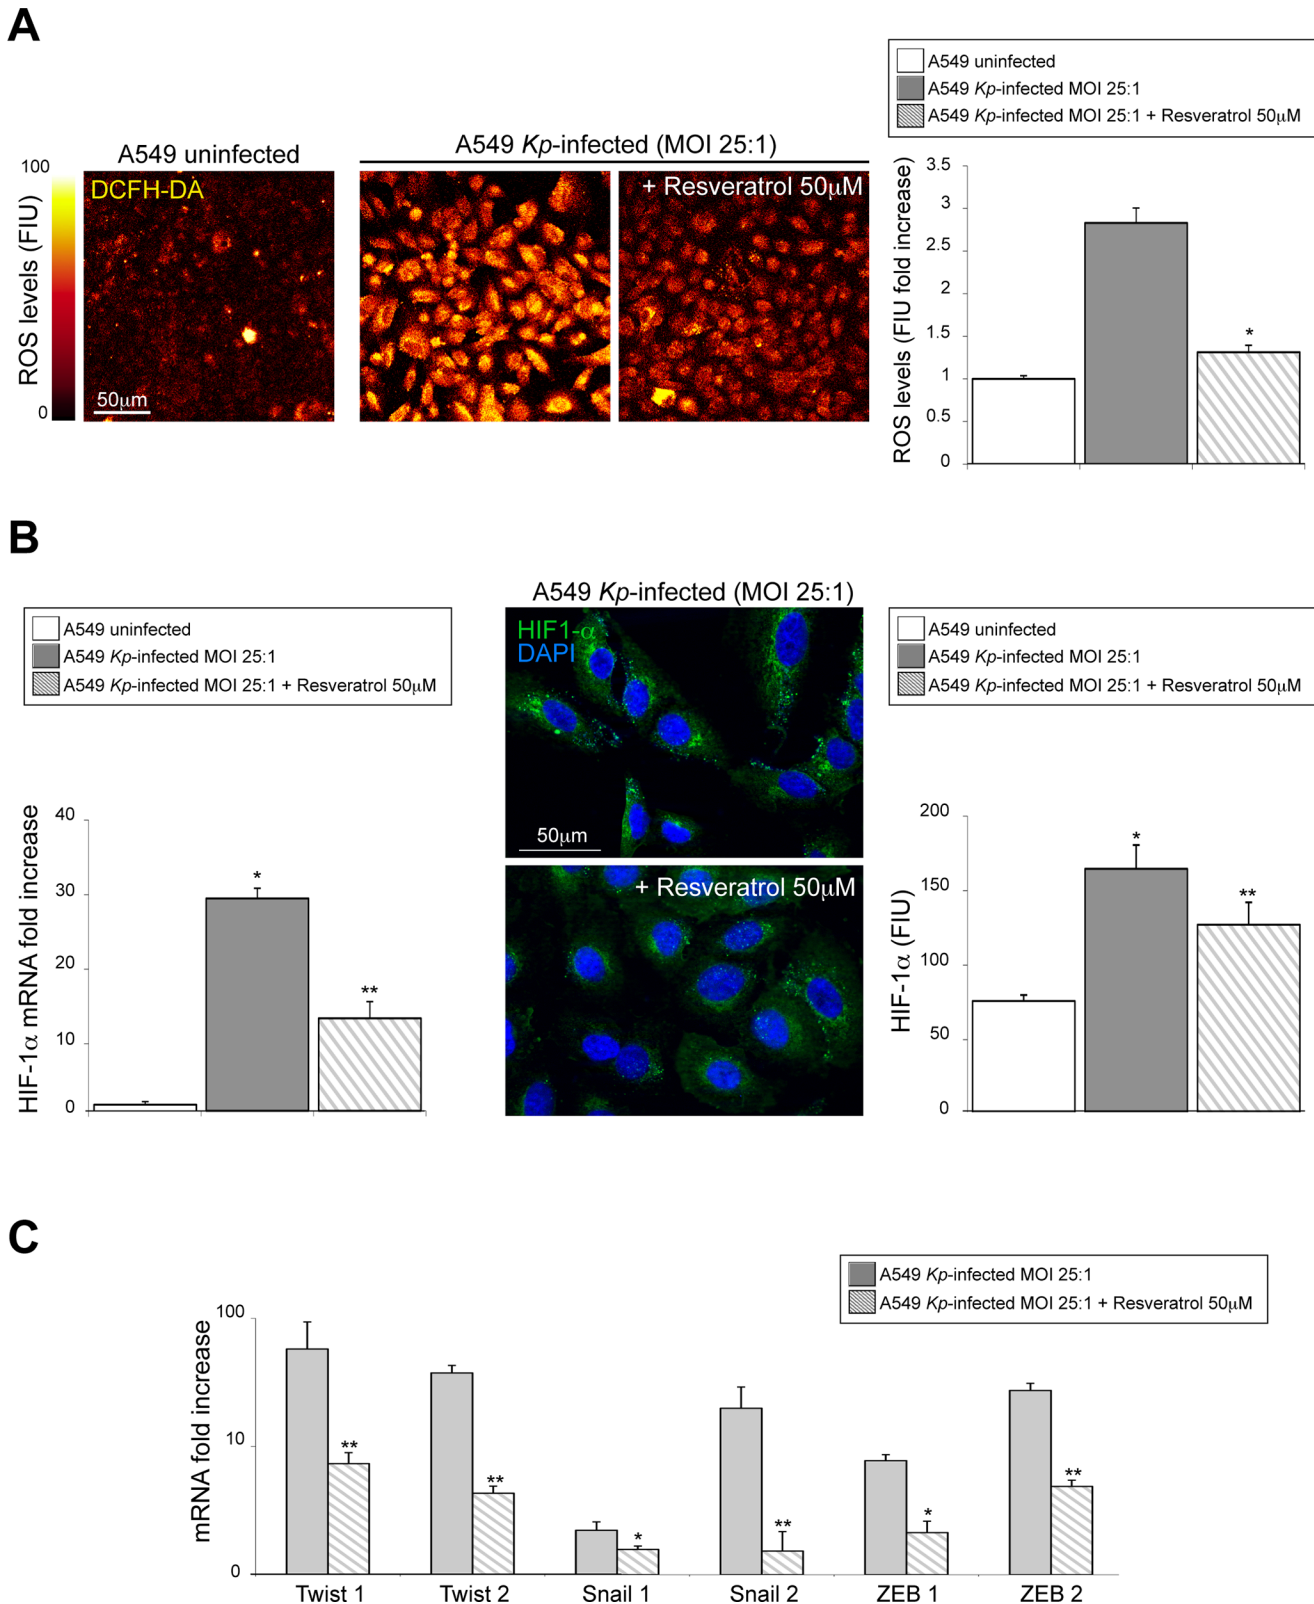 A
A549 uninfected
A549 Kp-infected MOI 25:1
A549 Kp-infected MOI 25:1 + Resveratrol 50μM
A549 uninfected
A549 Kp-infected (MOI 25:1)
100
ROS levels (FIU)
0
DCFH-DA
50μm
+ Resveratrol 50μM
ROS levels (FIU fold increase)
3.5
3
2.5
2
1.5
1
0.5
0
*
B
A549 uninfected
A549 Kp-infected MOI 25:1
A549 Kp-infected MOI 25:1 + Resveratrol 50μM
HIF-1α mRNA fold increase
40
30
20
10
0
*
**
A549 Kp-infected (MOI 25:1)
HIF1-α
DAPI
50μm
+ Resveratrol 50μM
A549 uninfected
A549 Kp-infected MOI 25:1
A549 Kp-infected MOI 25:1 + Resveratrol 50μM
HIF-1α (FIU)
200
150
100
50
0
*
**
C
A549 Kp-infected MOI 25:1
A549 Kp-infected MOI 25:1 + Resveratrol 50μM
mRNA fold increase
100
10
0
**
**
*
**
*
**
Twist 1 Twist 2 Snail 1 Snail 2 ZEB 1 ZEB 2